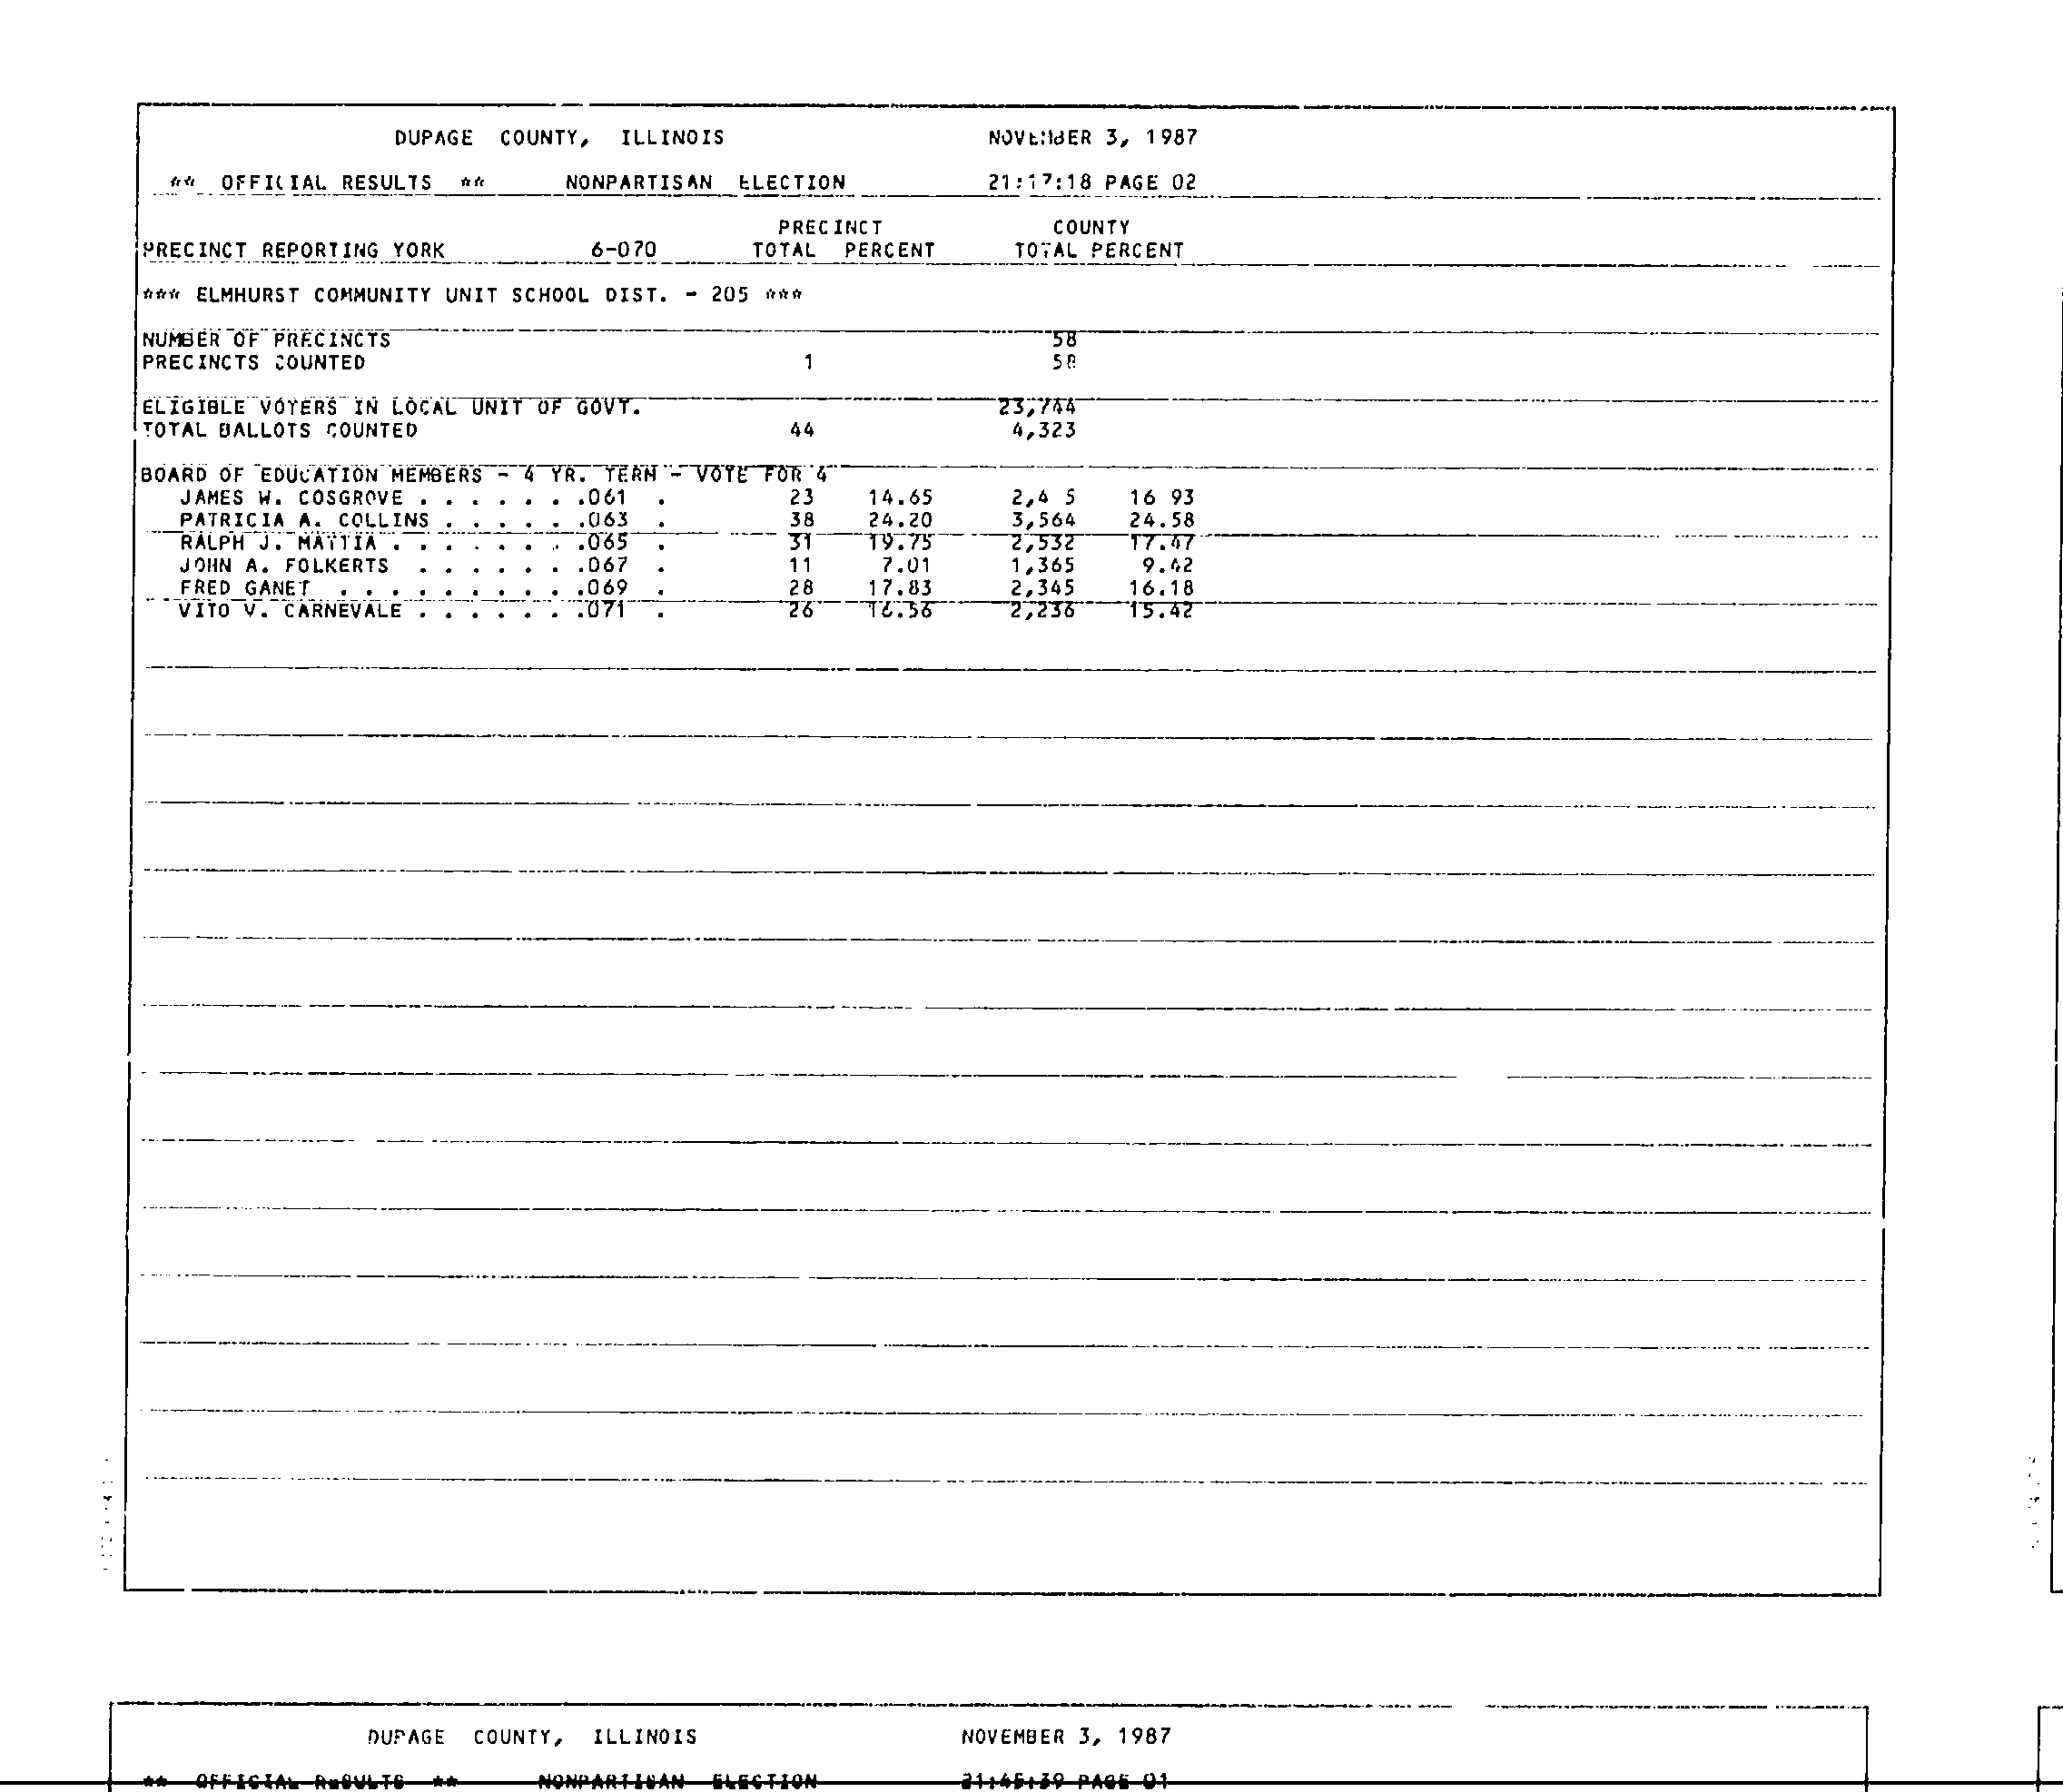 DUPAGE COUNTY, ILLINOIS NOVEMBER 3, 1987
** OFFICIAL RESULTS ** NONPARTISAN ELECTION 21:17:18 PAGE 02
PRECINCT COUNTY
PRECINCT REPORTING YORK 6-070 TOTAL PERCENT TOTAL PERCENT
*** ELMHURST COMMUNITY UNIT SCHOOL DIST. - 205 ***
NUMBER OF PRECINCTS 58
PRECINCTS COUNTED 1 58
ELIGIBLE VOTERS IN LOCAL UNIT OF GOVT. 23,744
TOTAL BALLOTS COUNTED 44 4,323
BOARD OF EDUCATION MEMBERS - 4 YR. TERM - VOTE FOR 4
JAMES W. COSGROVE . . . . . . .061 . 23 14.65 16 93
PATRICIA A. COLLINS . . . . . .063 . 38 24.20 3,564 24.58
RALPH J. MATTIA . . . . . . . .065 . 31 19.75 2,532 17.47
JOHN A. FOLKERTS . . . . . . .067 . 11 7.01 1,365 9.42
FRED GANET . . . . . . . . . .069 . 28 17.83 2,345 16.18
VITO V. CARNEVALE . . . . . . .071 . 26 16.56 2,236 15.42
DUPAGE COUNTY, ILLINOIS NOVEMBER 3, 1987
** OFFICIAL RESULTS ** NONPARTISAN ELECTION 21:45:39 PAGE 01